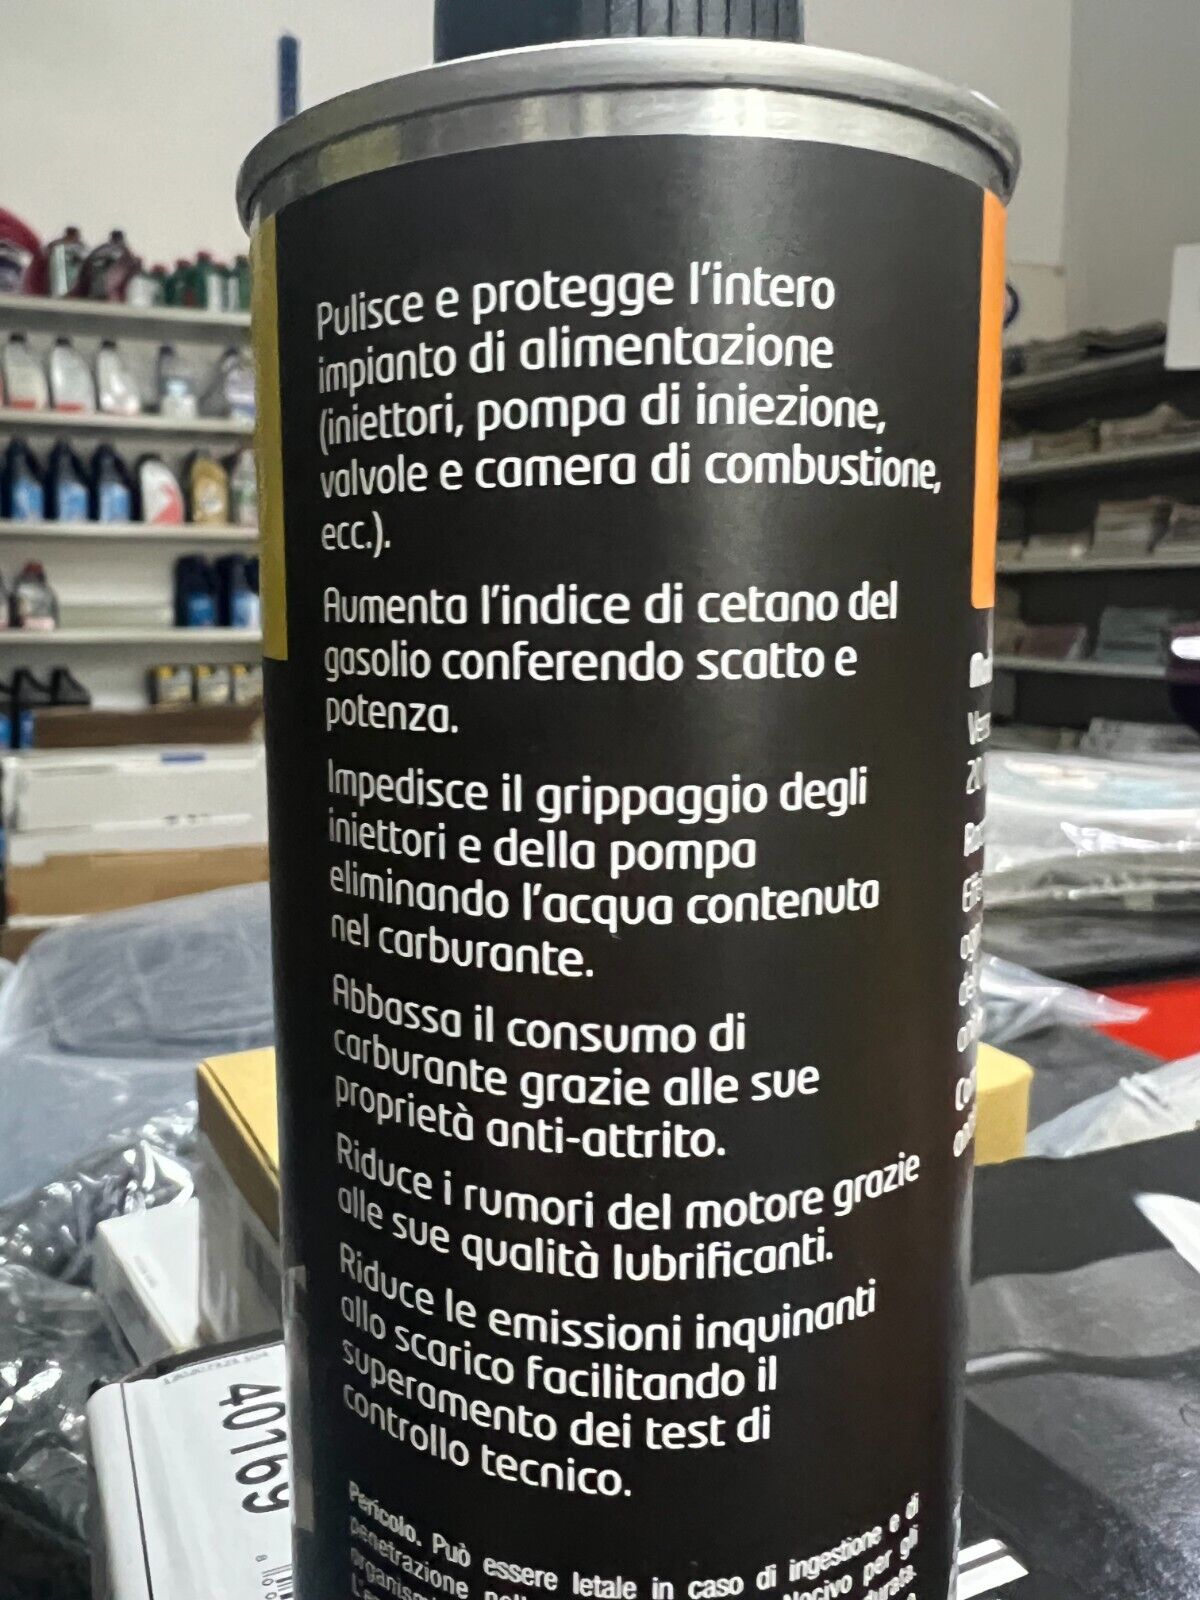 Pulisce e protegge l'intero
impianto di alimentazione
(iniettori, pompa di iniezione,
valvole e camera di combustione,
ecc.).
Aumenta l'indice di cetano del
gasolio conferendo scatto e
potenza.
Impedisce il grippaggio degli
iniettori e della pompa
eliminando l'acqua contenuta
nel carburante.
Abbassa il consumo di
carburante grazie alle sue
proprietà anti-attrito.
Riduce i rumori del motore grazie
alle sue qualità lubrificanti.
Riduce le emissioni inquinanti
allo scarico facilitando il
superamento dei test di
controllo tecnico.
Pericolo. Può essere letale in caso di ingestione e di
penetrazione Nocivo per gli
durata.
40169